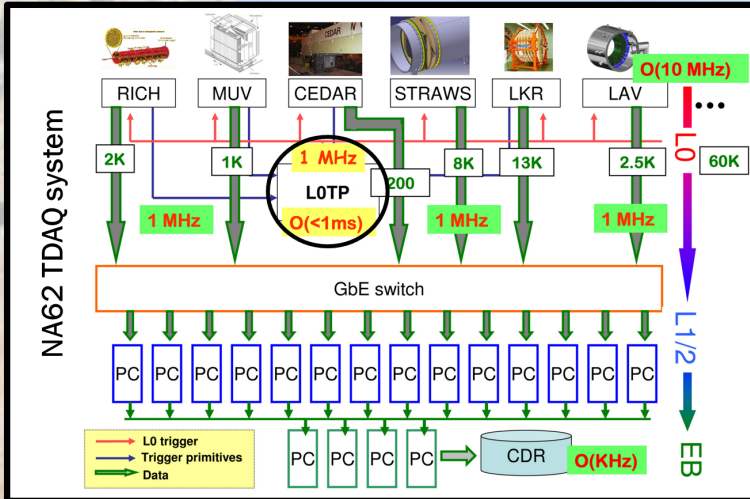 NA62 TDAQ system
CEDAR
O(10 MHz)
RICH
MUV
CEDAR
STRAWS
LKR
LAV
...
L0
2K
1K
1 MHz
L0TP
O(<1ms)
200
8K
13K
2.5K
60K
1 MHz
1 MHz
1 MHz
GbE switch
L1/2
PC
PC
PC
PC
PC
PC
PC
PC
PC
PC
PC
PC
PC
L0 trigger
Trigger primitives
Data
PC
PC
PC
PC
CDR
O(KHz)
EB